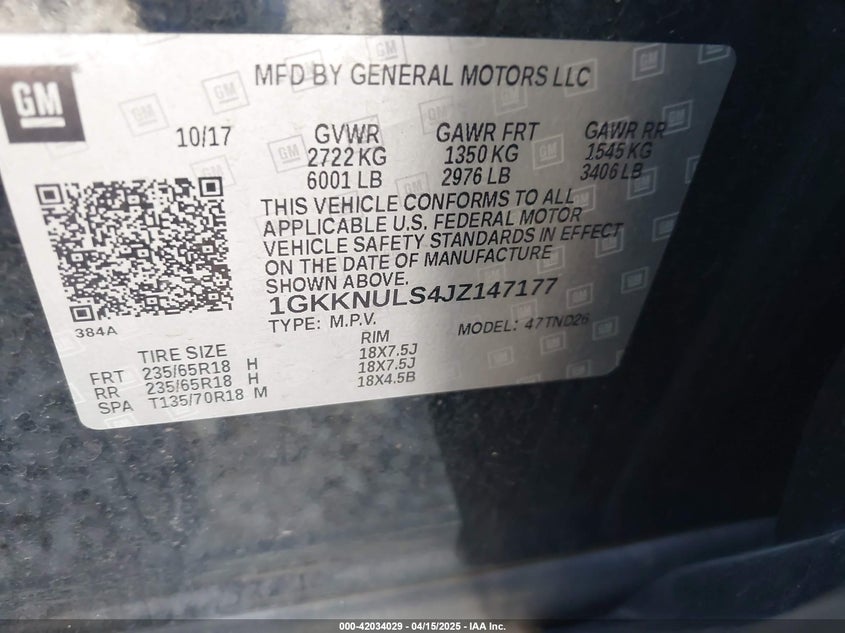 GM
MFD BY GENERAL MOTORS LLC
10/17 GVWR GAWR FRT GAWR RR
2722 KG 1350 KG 1545 KG
6001 LB 2976 LB 3406 LB
THIS VEHICLE CONFORMS TO ALL
APPLICABLE U.S. FEDERAL MOTOR
VEHICLE SAFETY STANDARDS IN EFFECT
ON THE DATE OF MANUFACTURE
SHOWN ABOVE.
1GKKNULS4JZ147177
384A
TYPE: M.P.V. MODEL: 47TND26
TIRE SIZE RIM
FRT 235/65R18 H 18X7.5J
RR 235/65R18 H 18X7.5J
SPA T135/70R18 M 18X4.5B
000-42034029 - 04/15/2025 - IAA Inc.